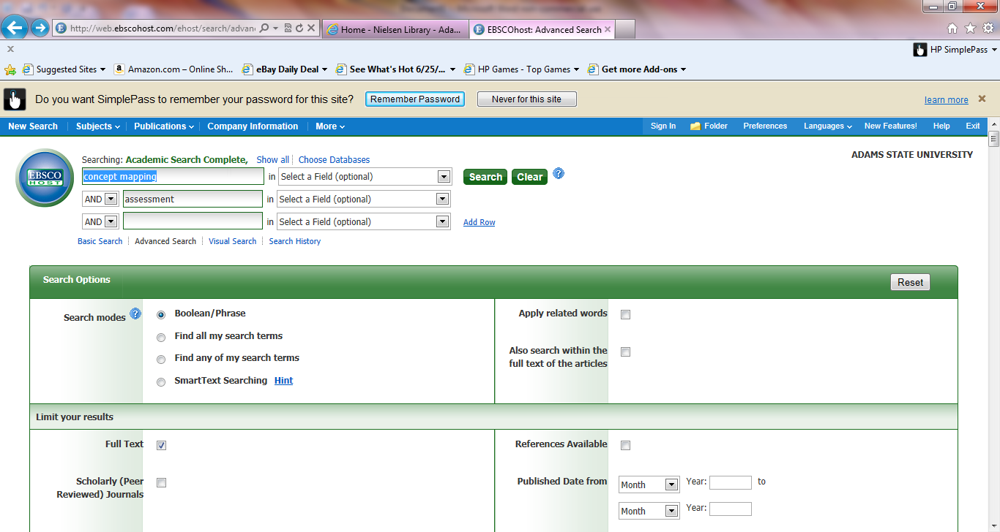 http://web.ebscohost.com/ehost/search/advan
Home - Nielsen Library - Ada...
EBSCOhost: Advanced Search
HP SimplePass
Suggested Sites
Amazon.com – Online Sh...
eBay Daily Deal
See What's Hot 6/25/...
HP Games - Top Games
Get more Add-ons
Do you want SimplePass to remember your password for this site? Remember Password Never for this site learn more
New Search Subjects Publications Company Information More Sign In Folder Preferences Languages New Features! Help Exit
Searching: Academic Search Complete, Show all Choose Databases
ADAMS STATE UNIVERSITY
EBSCO
HOST
concept mapping in Select a Field (optional) Search Clear
AND assessment in Select a Field (optional)
AND in Select a Field (optional) Add Row
Basic Search Advanced Search Visual Search Search History
Search Options Reset
Search modes
Boolean/Phrase
Find all my search terms
Find any of my search terms
SmartText Searching Hint
Apply related words
Also search within the
full text of the articles
Limit your results
Full Text
References Available
Scholarly (Peer
Reviewed) Journals
Published Date from Month Year: to
Month Year: